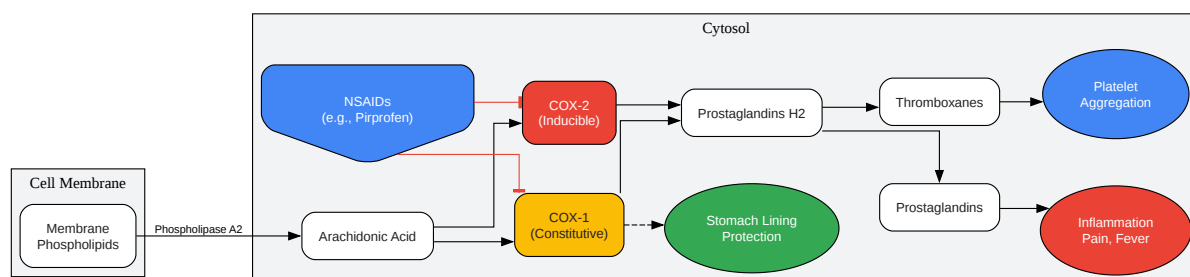 Cytosol
NSAIDs
(e.g., Pirprofen)
COX-2
(Inducible)
Prostaglandins H2
Thromboxanes
Platelet
Aggregation
Cell Membrane
Membrane
Phospholipids
Phospholipase A2
Arachidonic Acid
COX-1
(Constitutive)
Stomach Lining
Protection
Prostaglandins
Inflammation
Pain, Fever